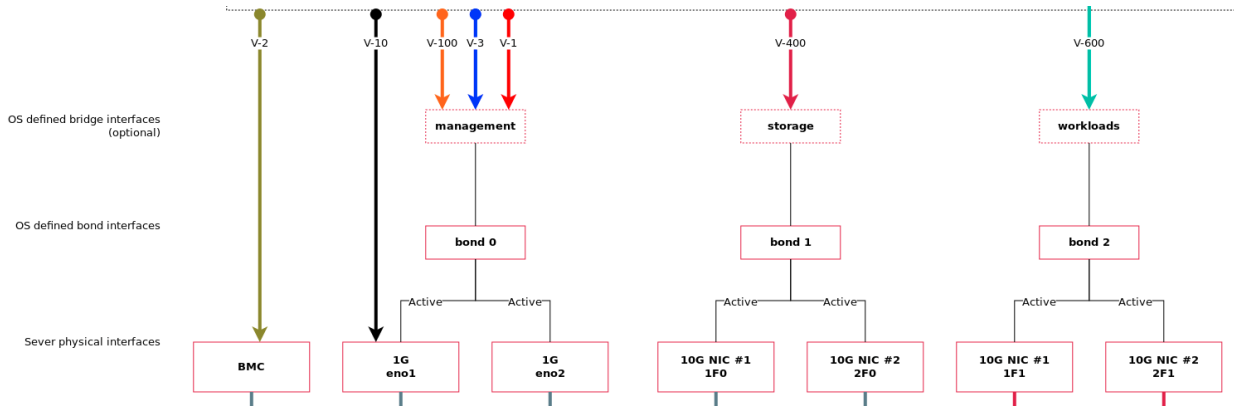 V-2
V-10
V-100
V-3
V-1
V-400
V-600
OS defined bridge interfaces
(optional)
management
storage
workloads
OS defined bond interfaces
bond 0
bond 1
bond 2
Active
Active
Active
Active
Active
Active
Sever physical interfaces
BMC
1G
eno1
1G
eno2
10G NIC #1
1F0
10G NIC #2
2F0
10G NIC #1
1F1
10G NIC #2
2F1